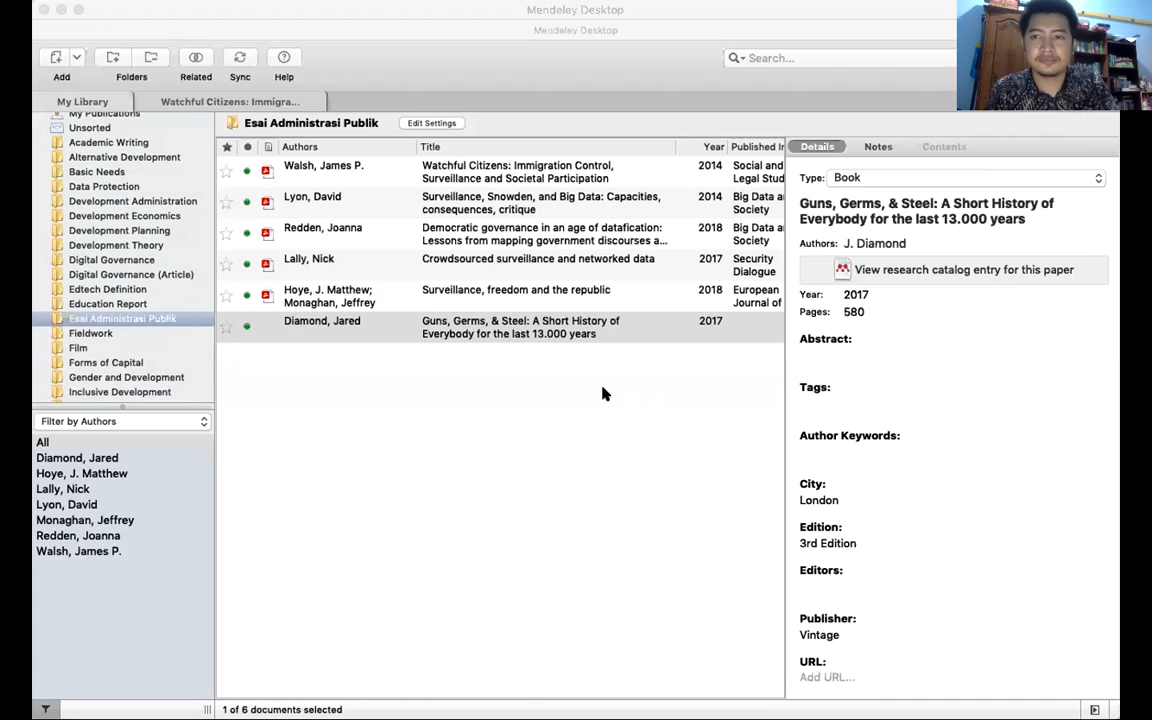 Mendeley Desktop
Mendeley Desktop
Add
Folders
Related
Sync
Help
Search...
My Library
Watchful Citizens: Immigra...
My Publications
Unsorted
Academic Writing
Alternative Development
Basic Needs
Data Protection
Development Administration
Development Economics
Development Planning
Development Theory
Digital Governance
Digital Governance (Article)
Edtech Definition
Education Report
Esai Administrasi Publik
Fieldwork
Film
Forms of Capital
Gender and Development
Inclusive Development
Filter by Authors
All
Diamond, Jared
Hoye, J. Matthew
Lally, Nick
Lyon, David
Monaghan, Jeffrey
Redden, Joanna
Walsh, James P.
Esai Administrasi Publik
Edit Settings
Authors Title Year Published In
Walsh, James P. Watchful Citizens: Immigration Control, 2014 Social and
Surveillance and Societal Participation Legal Stud
Lyon, David Surveillance, Snowden, and Big Data: Capacities, 2014 Big Data an
consequences, critique Society
Redden, Joanna Democratic governance in an age of datafication: 2018 Big Data an
Lessons from mapping government discourses a... Society
Lally, Nick Crowdsourced surveillance and networked data 2017 Security
Dialogue
Hoye, J. Matthew; Surveillance, freedom and the republic 2018 European
Monaghan, Jeffrey Journal of
Diamond, Jared Guns, Germs, & Steel: A Short History of 2017
Everybody for the last 13.000 years
Details Notes Contents
Type: Book
Guns, Germs, & Steel: A Short History of
Everybody for the last 13.000 years
Authors: J. Diamond
View research catalog entry for this paper
Year: 2017
Pages: 580
Abstract:
Tags:
Author Keywords:
City:
London
Edition:
3rd Edition
Editors:
Publisher:
Vintage
URL:
Add URL...
1 of 6 documents selected